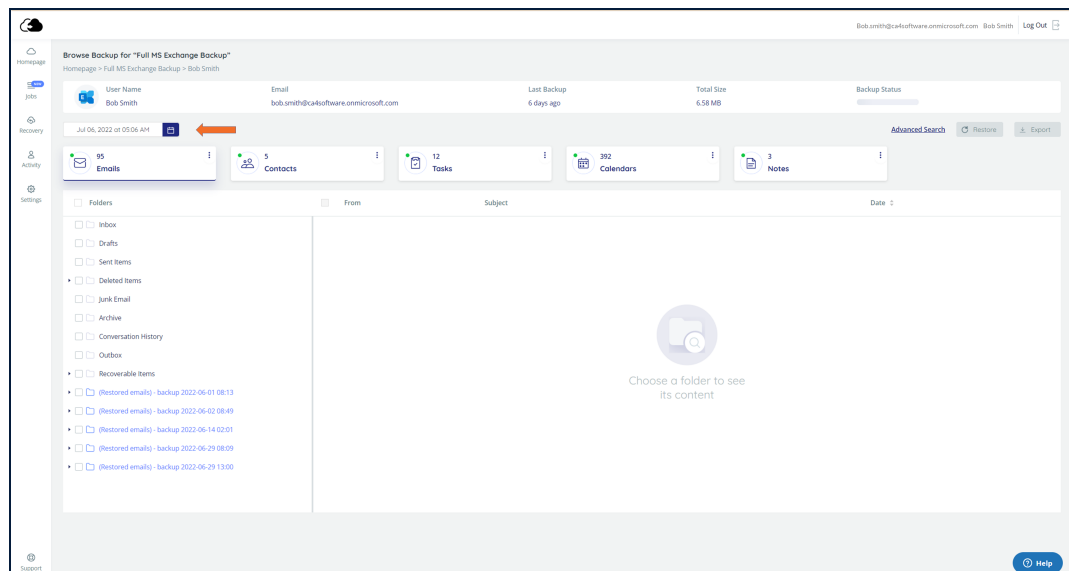 Bob.smith@ca4software.onmicrosoft.com Bob Smith Log Out
Homepage
Jobs
Recovery
Activity
Settings
Support
Browse Backup for "Full MS Exchange Backup"
Homepage > Full MS Exchange Backup > Bob Smith
User Name Email Last Backup Total Size Backup Status
Bob Smith bob.smith@ca4software.onmicrosoft.com 6 days ago 6,58 MB
Jul 06, 2022 at 05:06 AM Advanced Search Restore Export
95 5 12 392 3
Emails Contacts Tasks Calendars Notes
Folders From Subject Date
Inbox
Drafts
Sent Items
Deleted Items
Junk Email
Archive
Conversation History
Outbox
Recoverable Items
(Restored emails) - backup 2022-06-01 08:13
(Restored emails) - backup 2022-06-02 08:49
(Restored emails) - backup 2022-06-14 02:01
(Restored emails) - backup 2022-06-29 08:09
(Restored emails) - backup 2022-06-29 13:00
Choose a folder to see
its content
Help